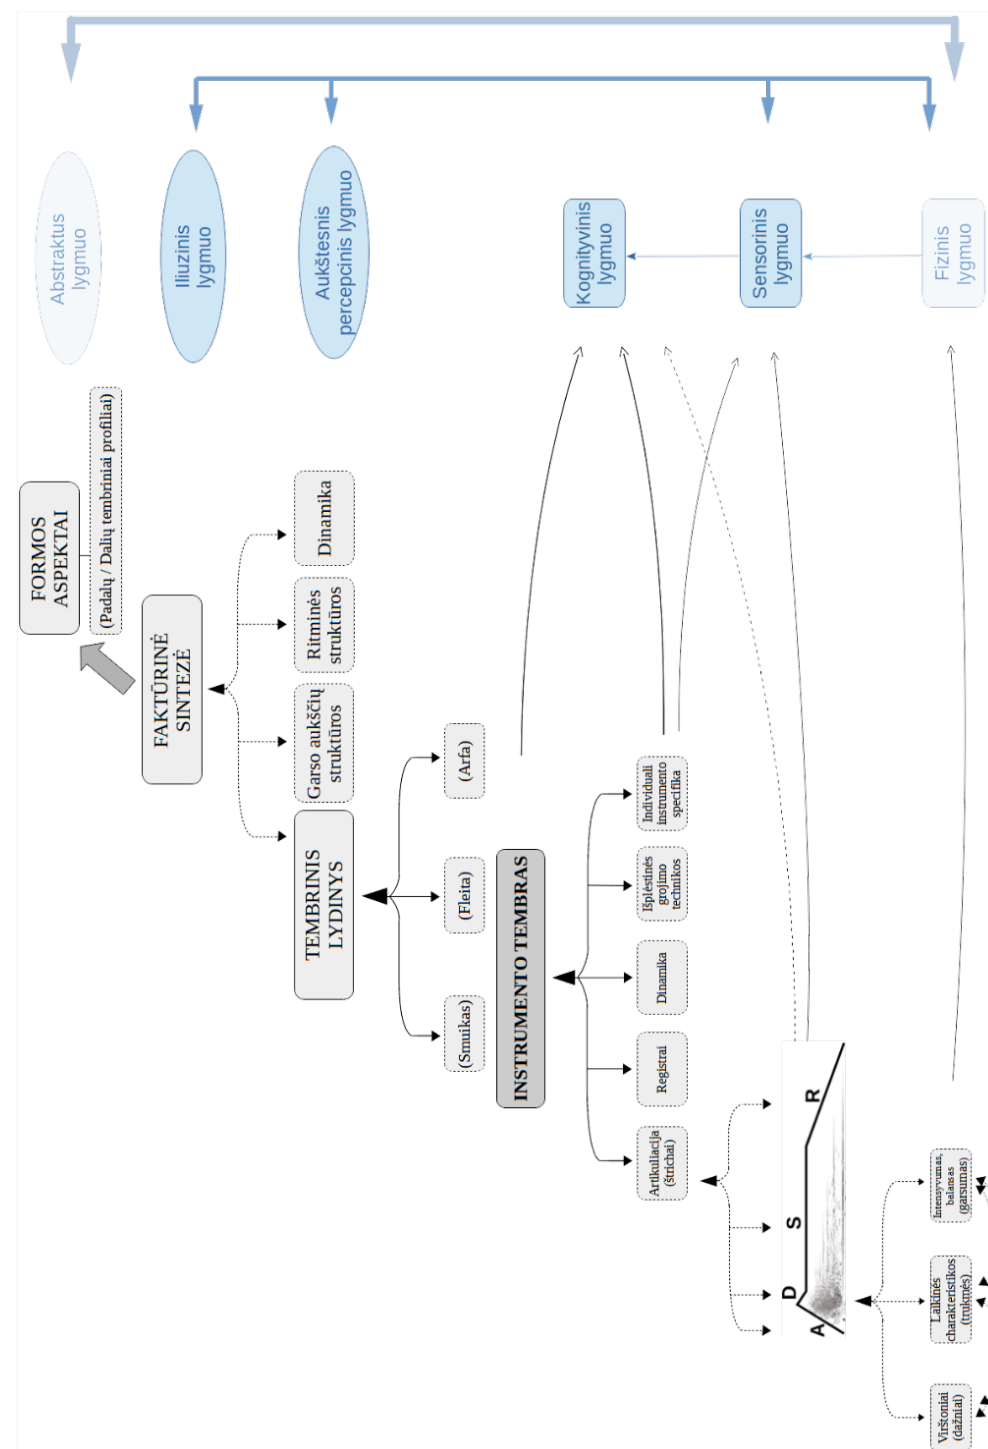 FORMOS
ASPEKTAI
Abstraktus
lygmuo
(Padalų / Dalių tembriniai profiliai)
FAKTŪRINĖ
SINTEZĖ
Iliuzinis
lygmuo
TEMBRINIS
LYDINYS
Garso aukščių
struktūros
Ritminės
struktūros
Dinamika
Aukštesnis
percepcinis lygmuo
(Smuikas)
(Fleita)
(Arfa)
INSTRUMENTO TEMBRAS
Kognityvinis
lygmuo
Artikuliacija
(štrichai)
Registrai
Dinamika
Išplėstinės
grojimo
technikos
Individuali
instrumento
specifika
Sensorinis
lygmuo
A
D
S
R
Virštoniai
(dažniai)
Laikinės
charakteristikos
(trukmės)
Intensyvumas,
balansas
(garsumas)
Fizinis
lygmuo